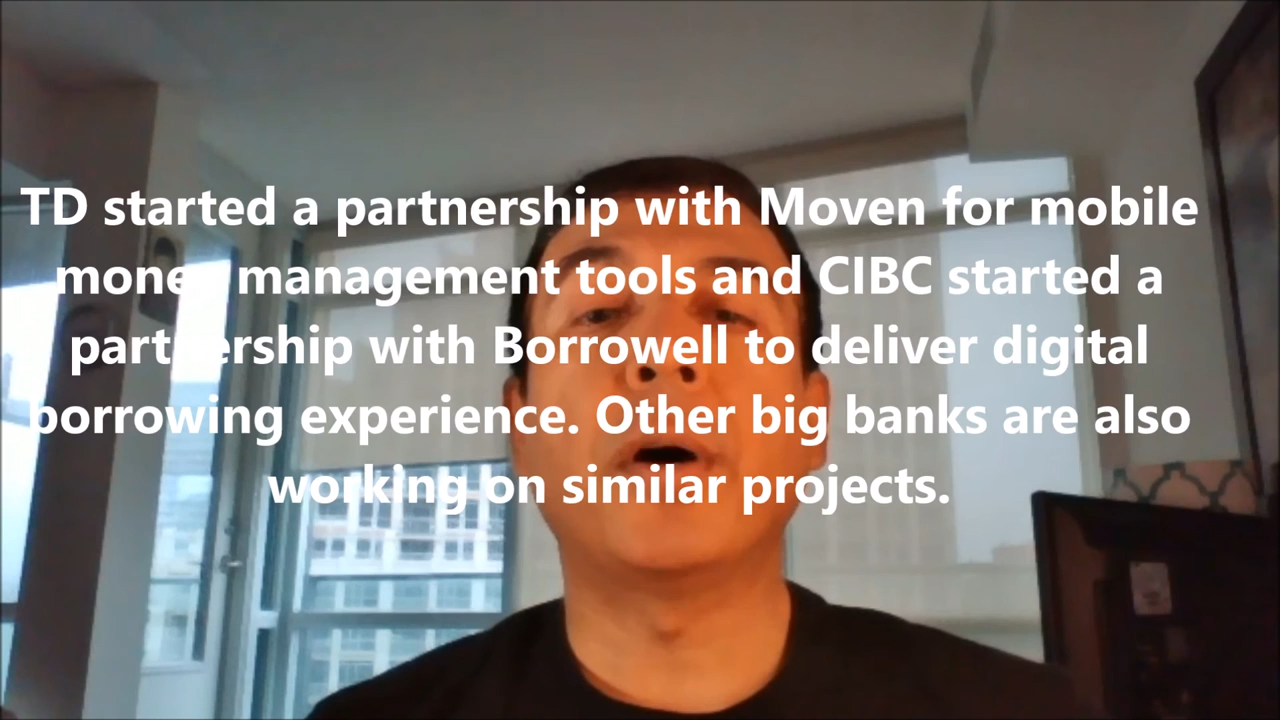 TD started a partnership with Moven for mobile
money management tools and CIBC started a
partnership with Borrowell to deliver digital
borrowing experience. Other big banks are also
working on similar projects.